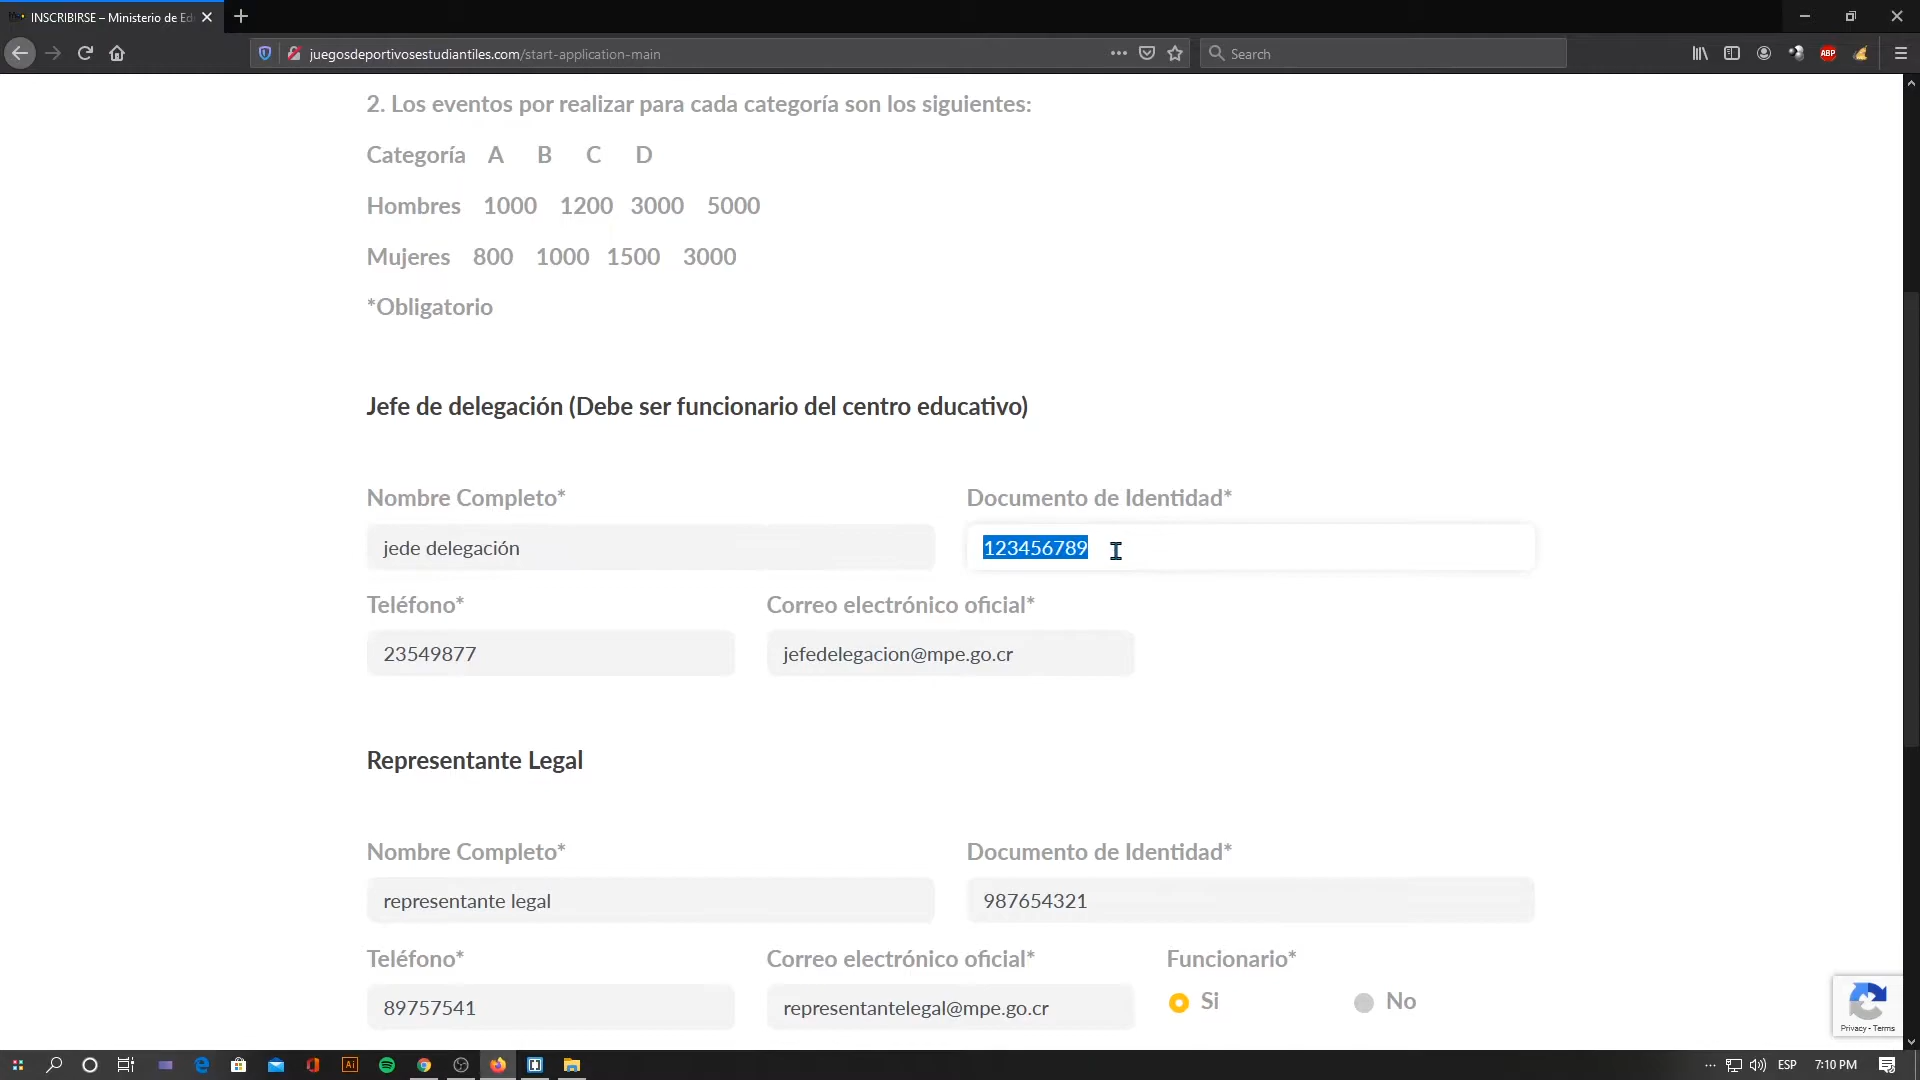 INSCRIBIRSE – Ministerio de Ed
juegosdeportivosestudiantiles.com/start-application-main
Search
ABP
2. Los eventos por realizar para cada categoría son los siguientes:
Categoría A B C D
Hombres 1000 1200 3000 5000
Mujeres 800 1000 1500 3000
*Obligatorio
Jefe de delegación (Debe ser funcionario del centro educativo)
Nombre Completo* Documento de Identidad*
jede delegación 123456789
Teléfono* Correo electrónico oficial*
23549877 jefedelegacion@mpe.go.cr
Representante Legal
Nombre Completo* Documento de Identidad*
representante legal 987654321
Teléfono* Correo electrónico oficial* Funcionario*
89757541 representantelegal@mpe.go.cr Si No
Privacy - Terms
Ai
ESP 7:10 PM